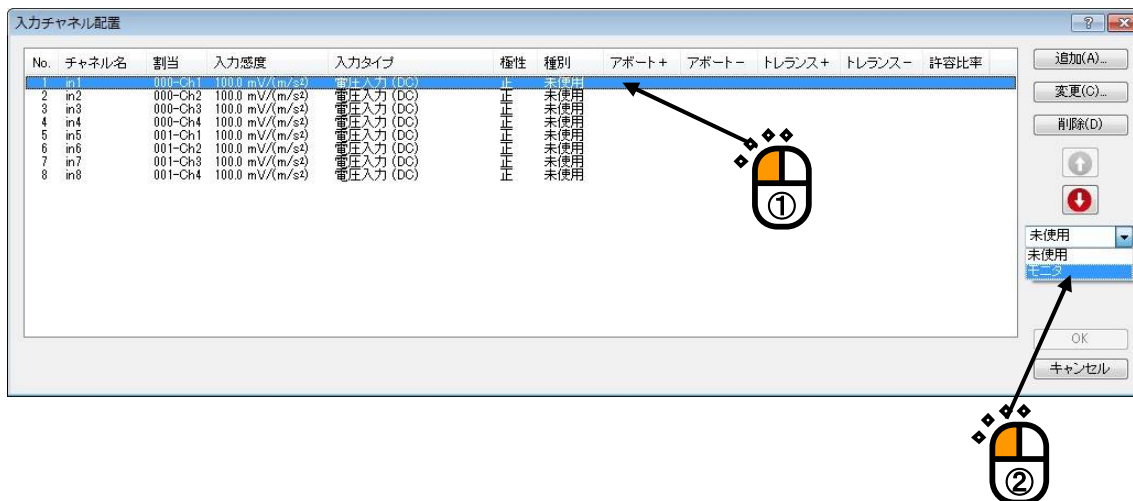 入力チャネル配置
No. チャネル名 割当 入力感度 入力タイプ 極性 種別 アボート+ アボート- トレランス+ トレランス- 許容比率
1 in1 000-Ch1 100.0 mV/(m/s²) 電圧入力 (DC) 正 未使用
2 in2 000-Ch2 100.0 mV/(m/s²) 電圧入力 (DC) 正 未使用
3 in3 000-Ch3 100.0 mV/(m/s²) 電圧入力 (DC) 正 未使用
4 in4 000-Ch4 100.0 mV/(m/s²) 電圧入力 (DC) 正 未使用
5 in5 001-Ch1 100.0 mV/(m/s²) 電圧入力 (DC) 正 未使用
6 in6 001-Ch2 100.0 mV/(m/s²) 電圧入力 (DC) 正 未使用
7 in7 001-Ch3 100.0 mV/(m/s²) 電圧入力 (DC) 正 未使用
8 in8 001-Ch4 100.0 mV/(m/s²) 電圧入力 (DC) 正 未使用
追加(A)...
変更(C)...
削除(D)
①
未使用
未使用
モニタ
OK
キャンセル
②